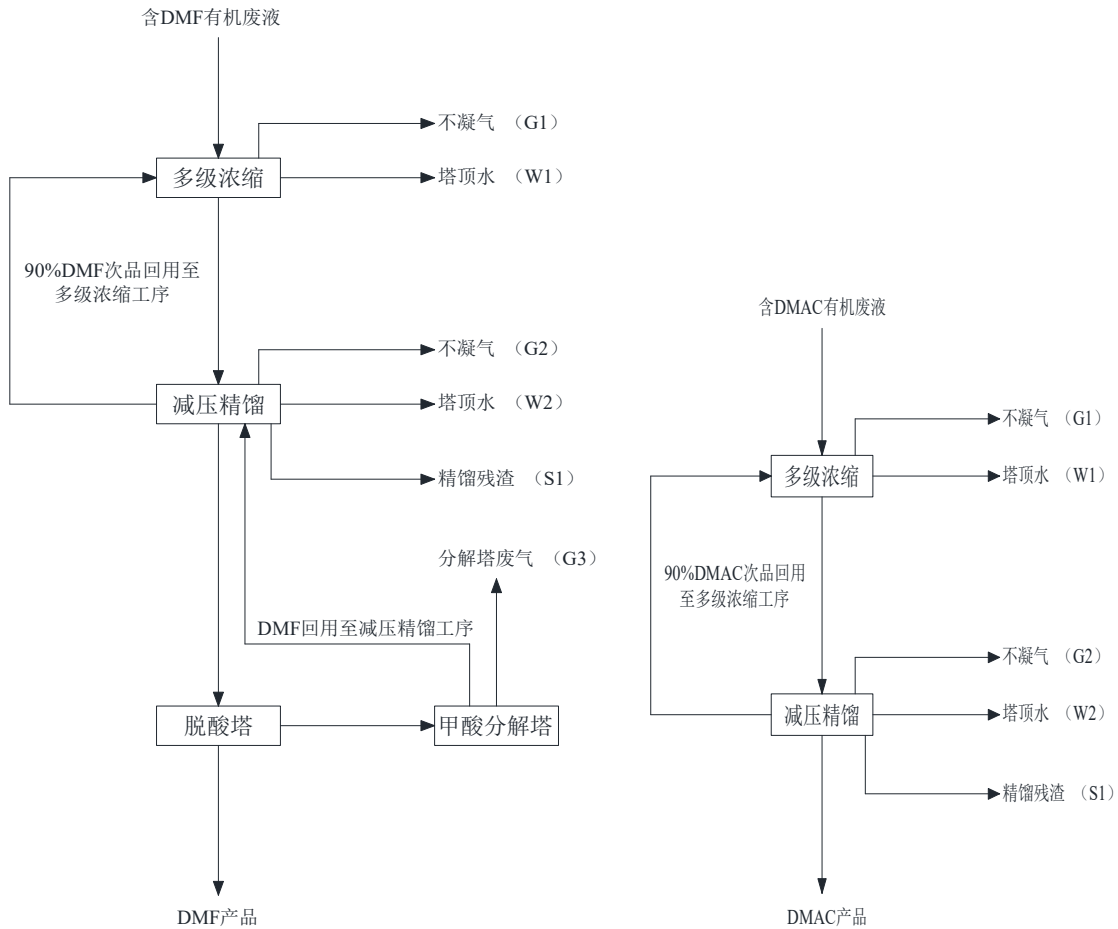 含DMF有机废液
不凝气 （G1）
多级浓缩
塔顶水 （W1）
90%DMF次品回用至
多级浓缩工序
不凝气 （G2）
减压精馏
塔顶水 （W2）
精馏残渣 （S1）
分解塔废气 （G3）
DMF回用至减压精馏工序
脱酸塔
甲酸分解塔
DMF产品
含DMAC有机废液
不凝气 （G1）
多级浓缩
塔顶水 （W1）
90%DMAC次品回用
至多级浓缩工序
不凝气 （G2）
减压精馏
塔顶水 （W2）
精馏残渣 （S1）
DMAC产品